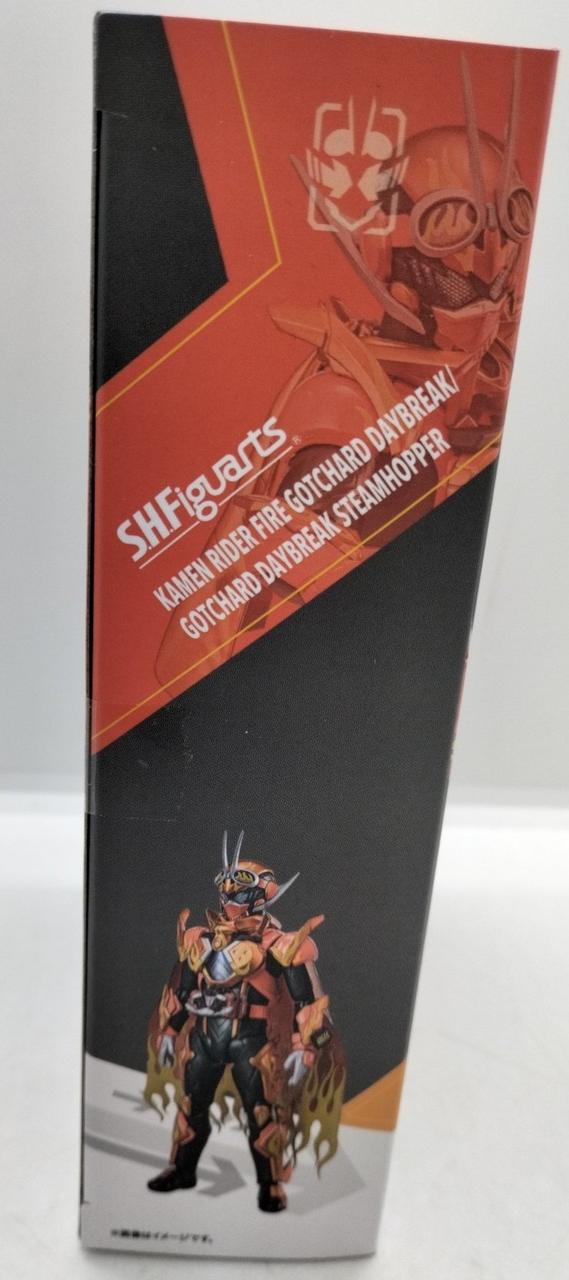 S.H.Figuarts®
KAMEN RIDER FIRE GOTCHARD DAYBREAK/
GOTCHARD DAYBREAK STEAMHOPPER
※画像はイメージです。